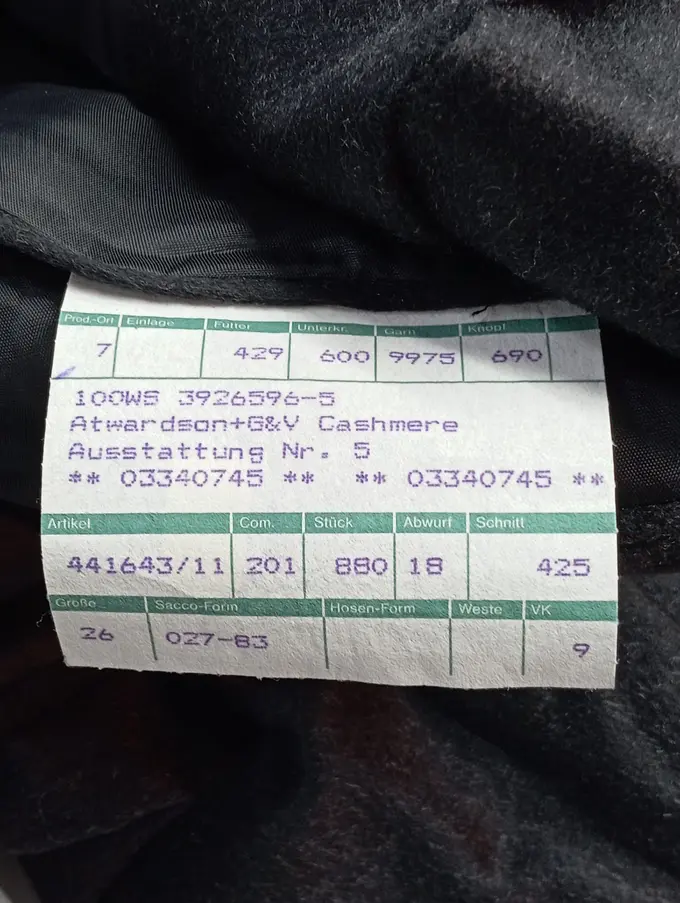 Prod.-Ort Einlage Futter Unterkr. Garn Knopf
7 429 600 9975 690
100WS 3926596-5
Atwardson+G&V Cashmere
Ausstattung Nr. 5
** 03340745 ** ** 03340745 **
Artikel Com. Stück Abwurf Schnitt
441643/11 201 880 18 425
Größe Sacco-Form Hosen-Form Weste VK
26 027-83 9